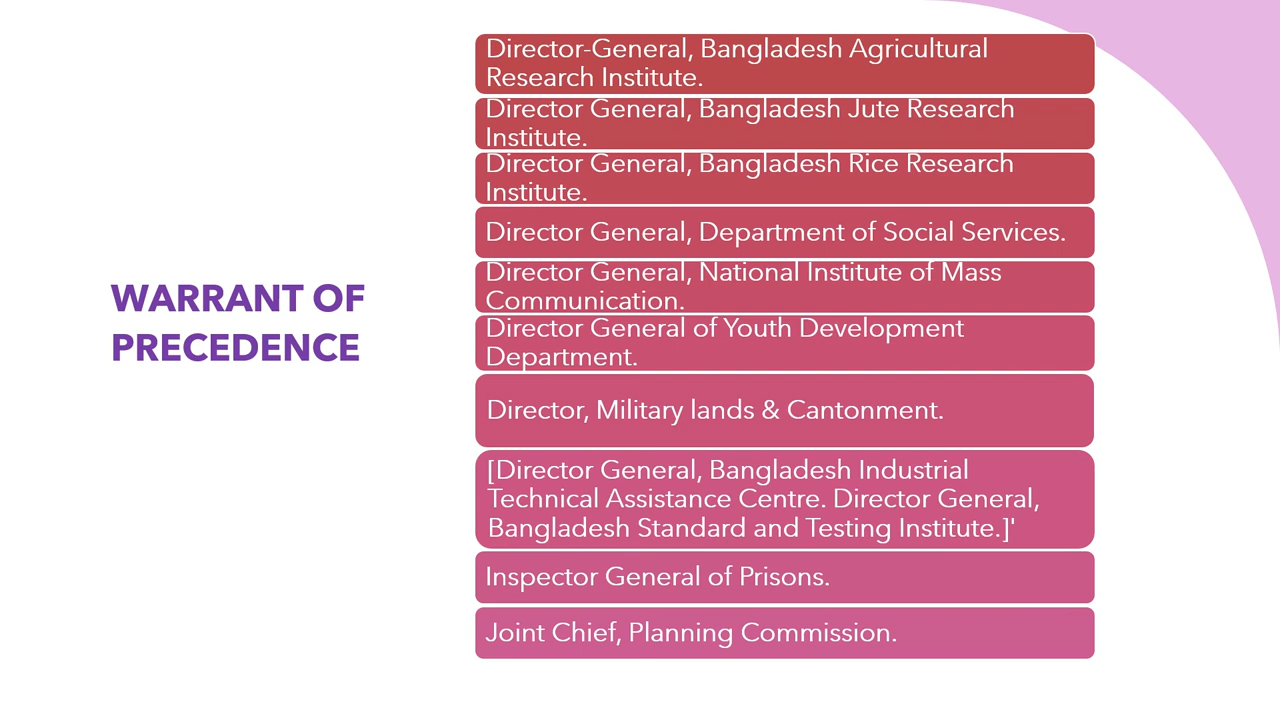 WARRANT OF
PRECEDENCE
Director-General, Bangladesh Agricultural
Research Institute.
Director General, Bangladesh Jute Research
Institute.
Director General, Bangladesh Rice Research
Institute.
Director General, Department of Social Services.
Director General, National Institute of Mass
Communication.
Director General of Youth Development
Department.
Director, Military lands & Cantonment.
[Director General, Bangladesh Industrial
Technical Assistance Centre. Director General,
Bangladesh Standard and Testing Institute.]'
Inspector General of Prisons.
Joint Chief, Planning Commission.